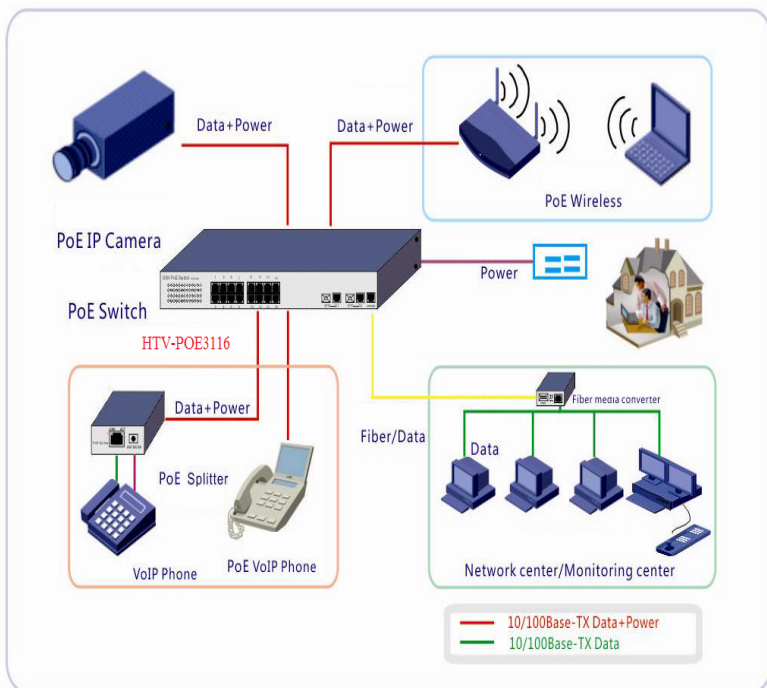 Data+Power
Data+Power
PoE Wireless
PoE IP Camera
PoE Switch
Power
HTV-POE3116
Data+Power
PoE Splitter
VoIP Phone
PoE VoIP Phone
Fiber/Data
Fiber media converter
Data
Network center/Monitoring center
10/100Base-TX Data+Power
10/100Base-TX Data